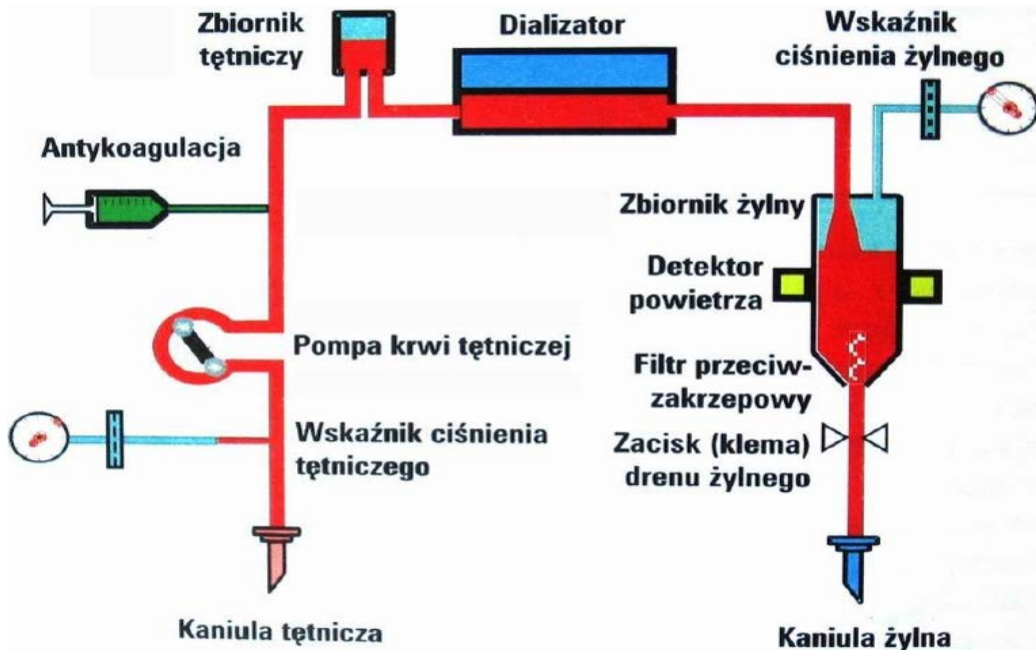 Zbiornik
tętniczy
Dializator
Wskaźnik
ciśnienia żylnego
Antykoagulacja
Zbiornik żylny
Detektor
powietrza
Pompa krwi tętniczej
Filtr przeciw-
zakrzepowy
Wskaźnik ciśnienia
tętniczego
Zacisk (klema)
drenu żylnego
Kaniula tętnicza
Kaniula żylna